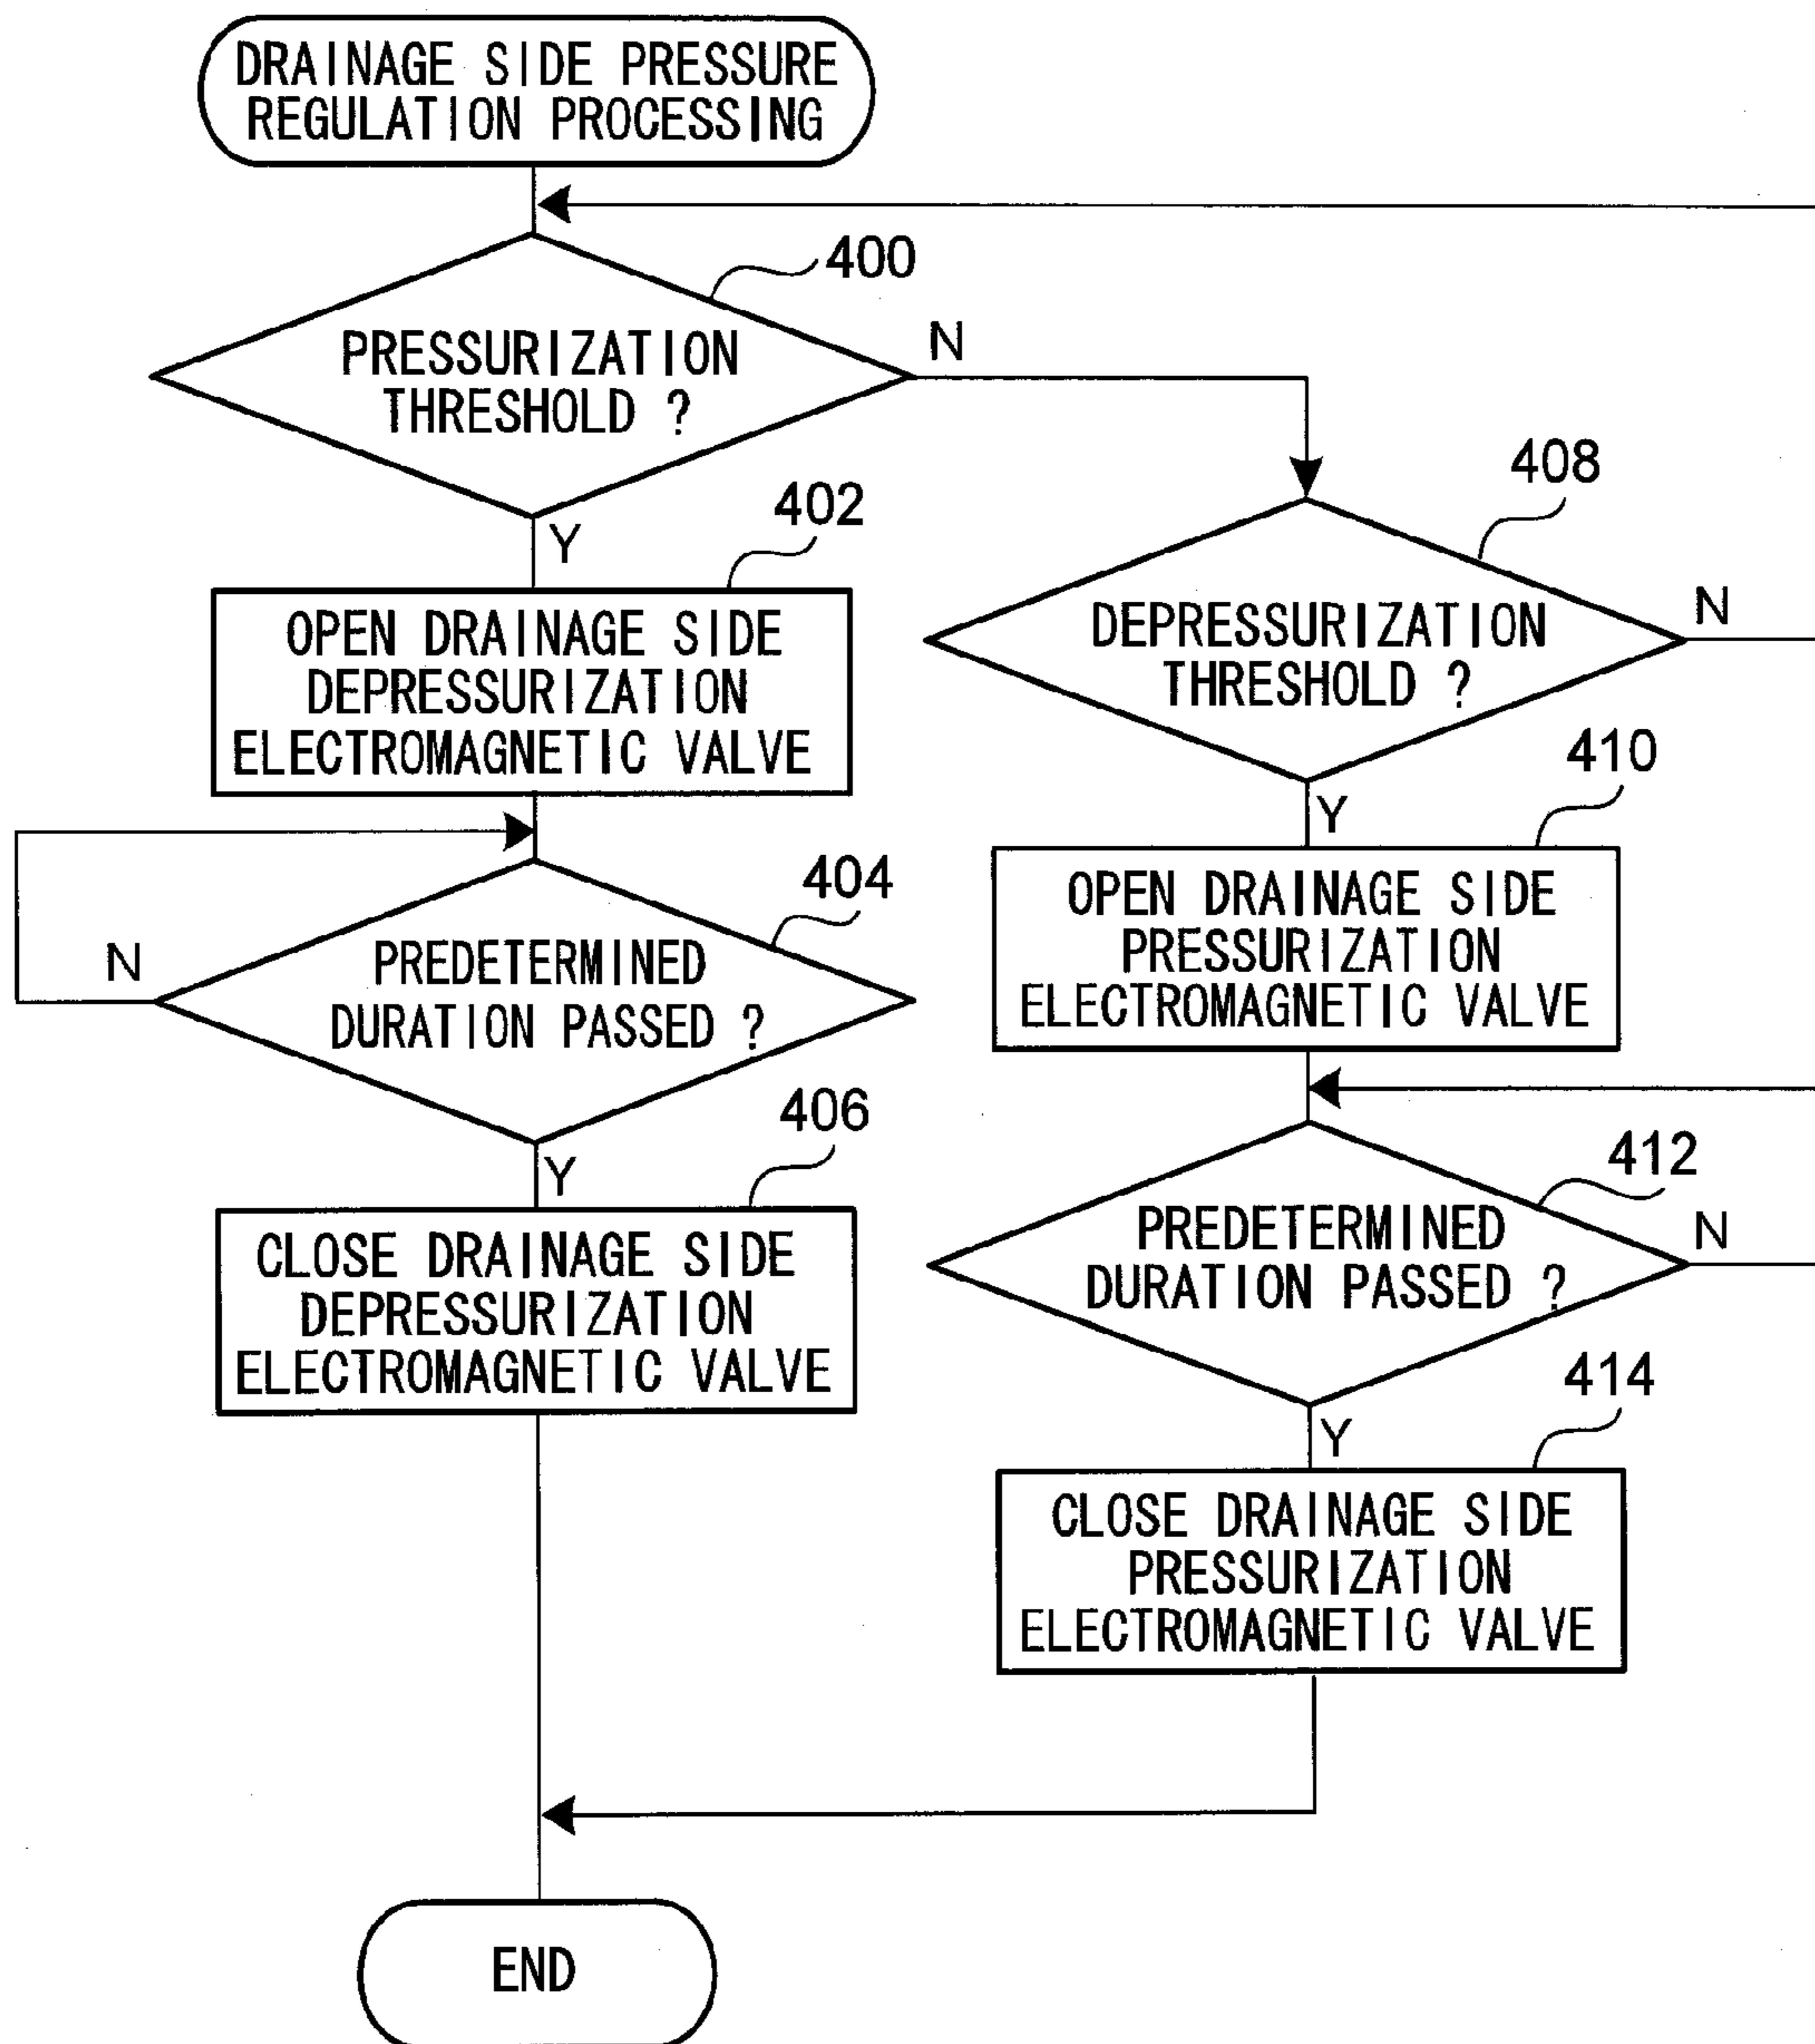 DRAINAGE SIDE PRESSURE
REGULATION PROCESSING
400
PRESSURIZATION
THRESHOLD ?
N
Y
402
OPEN DRAINAGE SIDE
DEPRESSURIZATION
ELECTROMAGNETIC VALVE
404
PREDETERMINED
DURATION PASSED ?
N
Y
406
CLOSE DRAINAGE SIDE
DEPRESSURIZATION
ELECTROMAGNETIC VALVE
408
DEPRESSURIZATION
THRESHOLD ?
N
Y
410
OPEN DRAINAGE SIDE
PRESSURIZATION
ELECTROMAGNETIC VALVE
412
PREDETERMINED
DURATION PASSED ?
N
Y
414
CLOSE DRAINAGE SIDE
PRESSURIZATION
ELECTROMAGNETIC VALVE
END